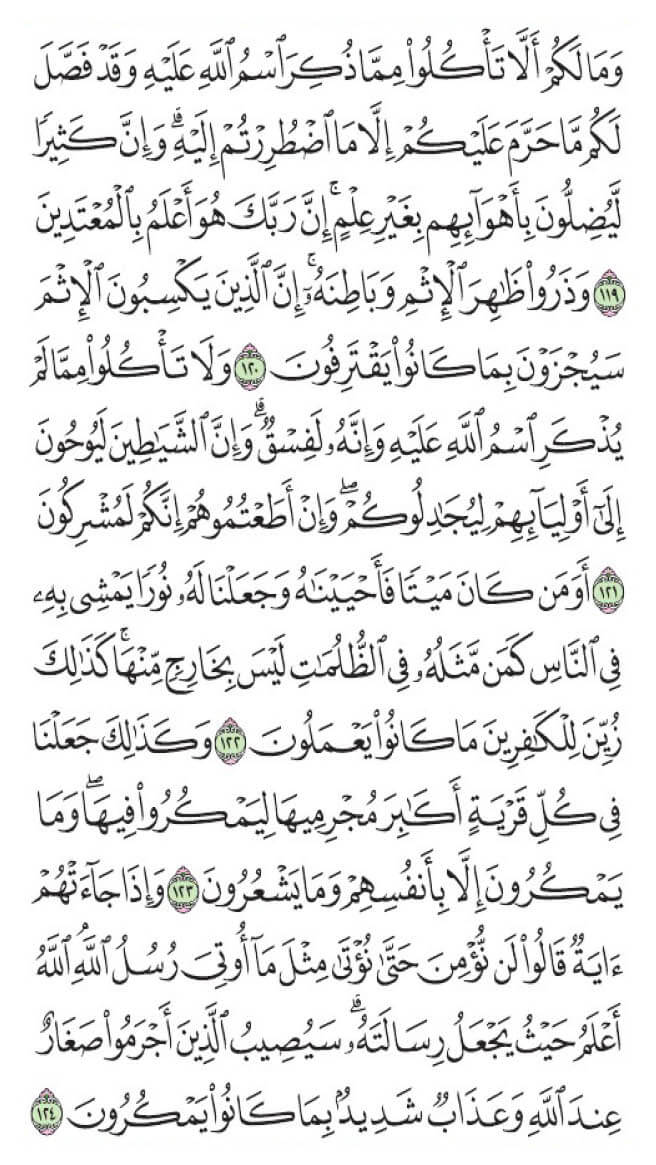 وَمَا لَكُمْ أَلَّا تَأْكُلُوا۟ مِمَّا ذُكِرَ ٱسْمُ ٱللَّهِ عَلَيْهِ وَقَدْ فَصَّلَ
لَكُم مَّا حَرَّمَ عَلَيْكُمْ إِلَّا مَا ٱضْطُرِرْتُمْ إِلَيْهِ ۗ وَإِنَّ كَثِيرًا
لَّيُضِلُّونَ بِأَهْوَآئِهِم بِغَيْرِ عِلْمٍ ۚ إِنَّ رَبَّكَ هُوَ أَعْلَمُ بِٱلْمُعْتَدِينَ
١١٩ وَذَرُوا۟ ظَٰهِرَ ٱلْإِثْمِ وَبَاطِنَهُۥٓ ۚ إِنَّ ٱلَّذِينَ يَكْسِبُونَ ٱلْإِثْمَ
سَيُجْزَوْنَ بِمَا كَانُوا۟ يَقْتَرِفُونَ ١٢٠ وَلَا تَأْكُلُوا۟ مِمَّا لَمْ
يُذْكَرِ ٱسْمُ ٱللَّهِ عَلَيْهِ وَإِنَّهُۥ لَفِسْقٌ ۗ وَإِنَّ ٱلشَّيَٰطِينَ لَيُوحُونَ
إِلَىٰٓ أَوْلِيَآئِهِمْ لِيُجَٰدِلُوكُمْ ۖ وَإِنْ أَطَعْتُمُوهُمْ إِنَّكُمْ لَمُشْرِكُونَ
١٢١ أَوَمَن كَانَ مَيْتًا فَأَحْيَيْنَٰهُ وَجَعَلْنَا لَهُۥ نُورًا يَمْشِى بِهِۦ
فِى ٱلنَّاسِ كَمَن مَّثَلُهُۥ فِى ٱلظُّلُمَٰتِ لَيْسَ بِخَارِجٍ مِّنْهَا ۚ كَذَٰلِكَ
زُيِّنَ لِلْكَٰفِرِينَ مَا كَانُوا۟ يَعْمَلُونَ ١٢٢ وَكَذَٰلِكَ جَعَلْنَا
فِى كُلِّ قَرْيَةٍ أَكَٰبِرَ مُجْرِمِيهَا لِيَمْكُرُوا۟ فِيهَا ۖ وَمَا
يَمْكُرُونَ إِلَّا بِأَنفُسِهِمْ وَمَا يَشْعُرُونَ ١٢٣ وَإِذَا جَآءَتْهُمْ
ءَايَةٌ قَالُوا۟ لَن نُّؤْمِنَ حَتَّىٰ نُؤْتَىٰ مِثْلَ مَآ أُوتِىَ رُسُلُ ٱللَّهِ ۘ ٱللَّهُ
أَعْلَمُ حَيْثُ يَجْعَلُ رِسَالَتَهُۥ ۗ سَيُصِيبُ ٱلَّذِينَ أَجْرَمُوا۟ صَغَارٌ
عِندَ ٱللَّهِ وَعَذَابٌ شَدِيدٌۢ بِمَا كَانُوا۟ يَمْكُرُونَ ١٢٤